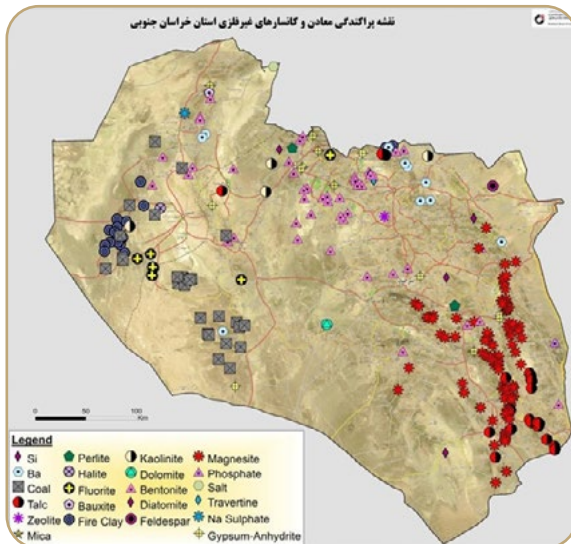 نقشه پراکندگی معادن و کانسارهای غیرفلزی استان خراسان جنوبی
0 50 100
Km
Legend
Si
Perlite
Kaolinite
Magnesite
Ba
Halite
Dolomite
Phosphate
Coal
Fluorite
Bentonite
Salt
Talc
Bauxite
Diatomite
Travertine
Zeolite
Fire Clay
Feldespar
Na Sulphate
Mica
Gypsum-Anhydrite